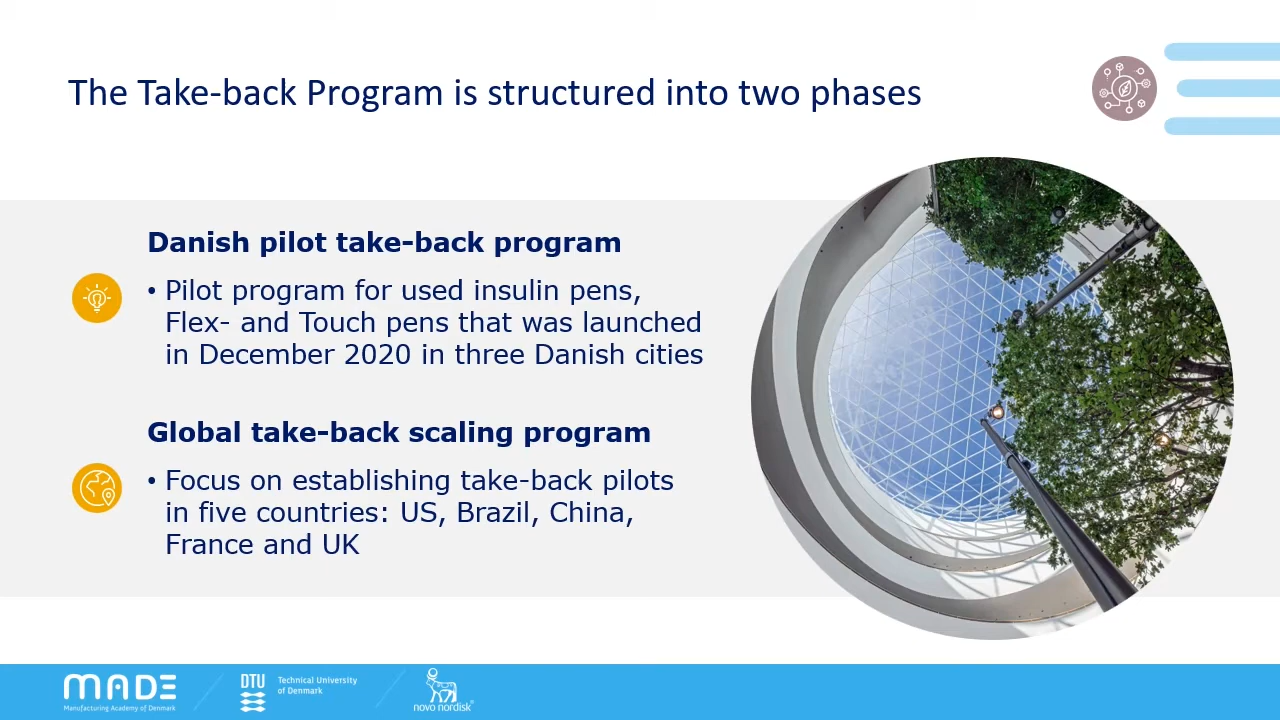 The Take-back Program is structured into two phases
Danish pilot take-back program
• Pilot program for used insulin pens,
Flex- and Touch pens that was launched
in December 2020 in three Danish cities
Global take-back scaling program
• Focus on establishing take-back pilots
in five countries: US, Brazil, China,
France and UK
MADE
Manufacturing Academy of Denmark
DTU
Technical University
of Denmark
novo nordisk®